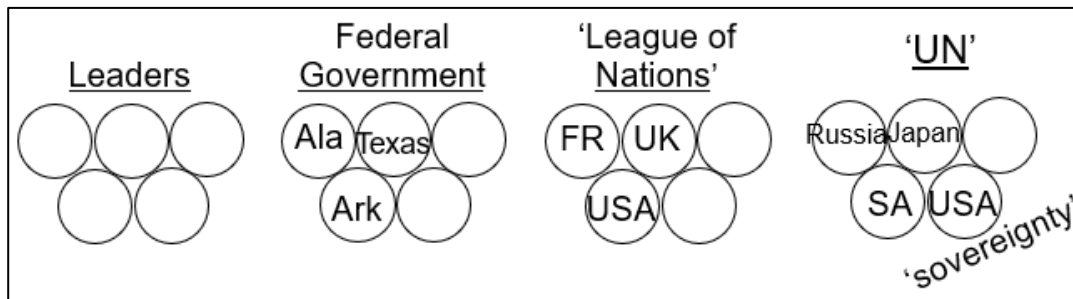 Leaders
Federal
Government
Ala
Texas
Ark
‘League of
Nations’
FR
UK
USA
‘UN’
Russia
Japan
SA
USA
‘sovereignty’